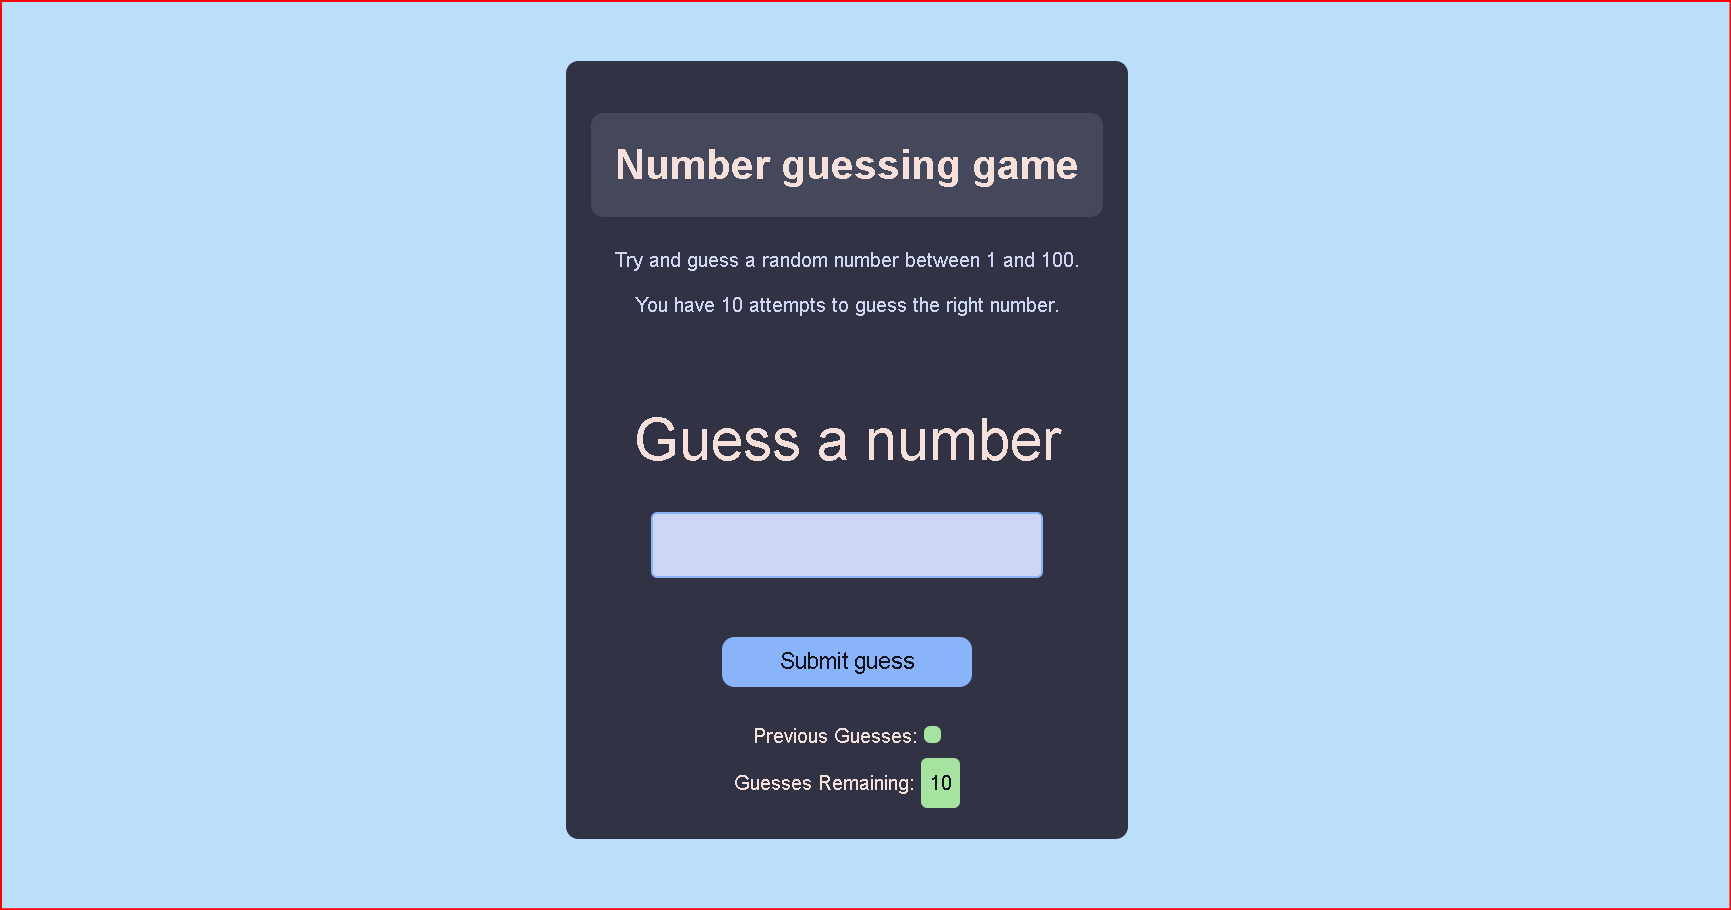 Number guessing game
Try and guess a random number between 1 and 100.
You have 10 attempts to guess the right number.
Guess a number
Submit guess
Previous Guesses:
Guesses Remaining: 10